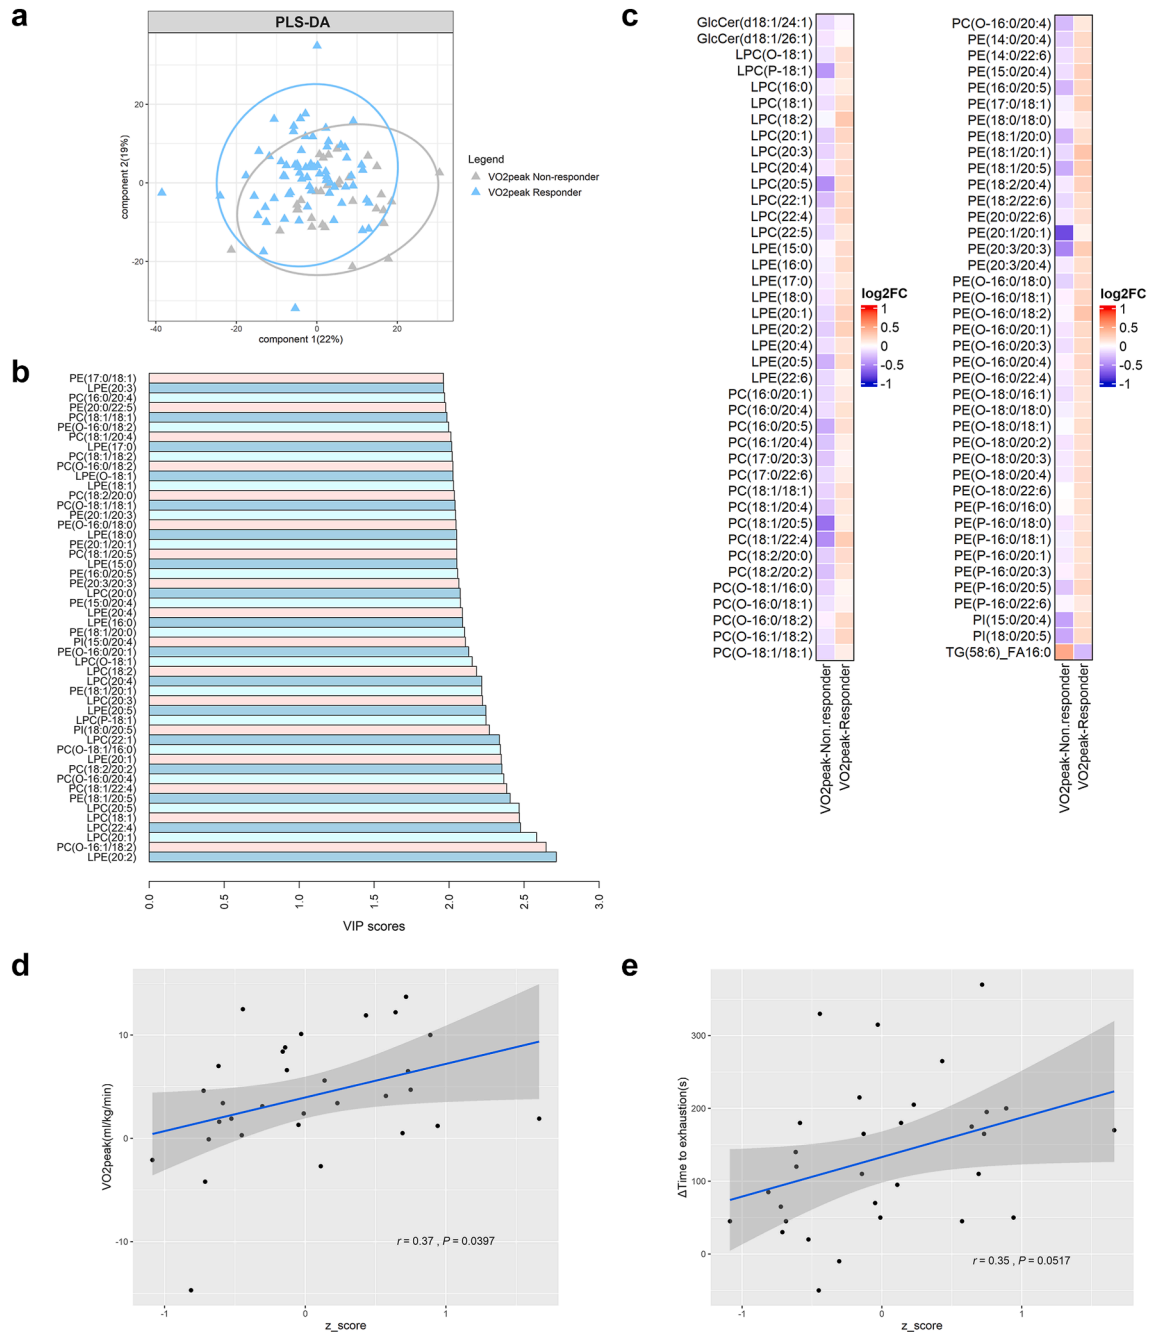 a
PLS-DA
component 2(19%)
20
0
-20
-40
-20
0
20
component 1(22%)
Legend
VO2peak Non-responder
VO2peak Responder
b
PE(17:0/18:1)
LPE(20:3)
PC(16:0/20:4)
PE(20:0/22:5)
PC(18:1/18:1)
PE(O-16:0/18:2)
PC(18:1/20:4)
LPE(17:0)
PC(18:1/18:2)
PC(O-16:0/18:2)
LPE(O-18:1)
LPE(18:1)
PC(18:2/20:0)
PC(O-18:1/18:1)
PE(20:1/20:3)
PE(O-16:0/18:0)
LPE(18:0)
PE(20:1/20:1)
PC(18:1/20:5)
LPE(15:0)
PE(16:0/20:5)
PE(20:3/20:3)
LPC(20:0)
PE(15:0/20:4)
LPE(20:4)
LPE(16:0)
PE(18:1/20:0)
PI(15:0/20:4)
PE(O-16:0/20:1)
LPC(O-18:1)
LPC(18:2)
LPC(20:4)
PE(18:1/20:1)
LPC(20:3)
LPE(20:5)
LPC(P-18:1)
PI(18:0/20:5)
LPC(22:1)
PC(O-18:1/16:0)
LPE(20:1)
PC(18:2/20:2)
PC(O-16:0/20:4)
PC(18:1/22:4)
PE(18:1/20:5)
LPC(20:5)
LPC(18:1)
LPC(22:4)
LPC(20:1)
PC(O-16:1/18:2)
LPE(20:2)
0.0
0.5
1.0
1.5
2.0
2.5
3.0
VIP scores
c
GlcCer(d18:1/24:1)
GlcCer(d18:1/26:1)
LPC(O-18:1)
LPC(P-18:1)
LPC(16:0)
LPC(18:1)
LPC(18:2)
LPC(20:1)
LPC(20:3)
LPC(20:4)
LPC(20:5)
LPC(22:1)
LPC(22:4)
LPC(22:5)
LPE(15:0)
LPE(16:0)
LPE(17:0)
LPE(18:0)
LPE(20:1)
LPE(20:2)
LPE(20:4)
LPE(20:5)
LPE(22:6)
PC(16:0/20:1)
PC(16:0/20:4)
PC(16:0/20:5)
PC(16:1/20:4)
PC(17:0/20:3)
PC(17:0/22:6)
PC(18:1/18:1)
PC(18:1/20:4)
PC(18:1/20:5)
PC(18:1/22:4)
PC(18:2/20:0)
PC(18:2/20:2)
PC(O-18:1/16:0)
PC(O-16:0/18:1)
PC(O-16:0/18:2)
PC(O-16:1/18:2)
PC(O-18:1/18:1)
VO2peak-Non.responder
VO2peak-Responder
log2FC
1
0.5
0
-0.5
-1
PC(O-16:0/20:4)
PE(14:0/20:4)
PE(14:0/22:6)
PE(15:0/20:4)
PE(16:0/20:5)
PE(17:0/18:1)
PE(18:0/18:0)
PE(18:1/20:0)
PE(18:1/20:1)
PE(18:1/20:5)
PE(18:2/20:4)
PE(18:2/22:6)
PE(20:0/22:6)
PE(20:1/20:1)
PE(20:3/20:3)
PE(20:3/20:4)
PE(O-16:0/18:0)
PE(O-16:0/18:1)
PE(O-16:0/18:2)
PE(O-16:0/20:1)
PE(O-16:0/20:3)
PE(O-16:0/20:4)
PE(O-16:0/22:4)
PE(O-18:0/16:1)
PE(O-18:0/18:0)
PE(O-18:0/18:1)
PE(O-18:0/20:2)
PE(O-18:0/20:3)
PE(O-18:0/20:4)
PE(O-18:0/22:6)
PE(P-16:0/16:0)
PE(P-16:0/18:0)
PE(P-16:0/18:1)
PE(P-16:0/20:1)
PE(P-16:0/20:3)
PE(P-16:0/20:5)
PE(P-16:0/22:6)
PI(15:0/20:4)
PI(18:0/20:5)
TG(58:6)_FA16:0
VO2peak-Non.responder
VO2peak-Responder
log2FC
1
0.5
0
-0.5
-1
d
VO2peak(ml/kg/min)
10
0
-10
-1
0
1
z_score
r = 0.37 , P = 0.0397
e
ΔTime to exhaustion(s)
300
200
100
0
-1
0
1
z_score
r = 0.35 , P = 0.0517